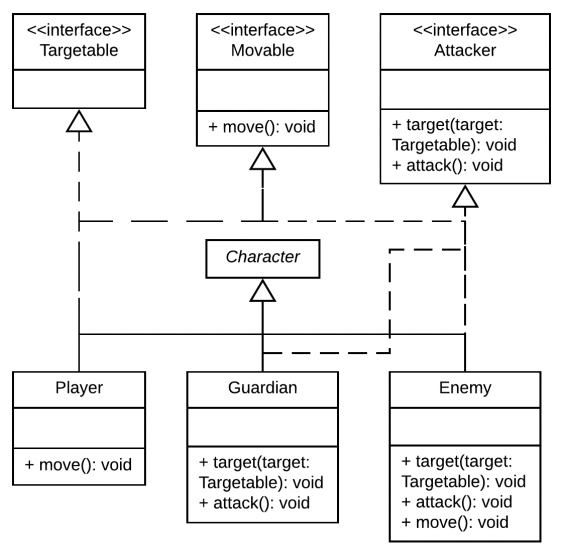 <<interface>>
Targetable
<<interface>>
Movable
+ move(): void
<<interface>>
Attacker
+ target(target:
Targetable): void
+ attack(): void
Character
Player
+ move(): void
Guardian
+ target(target:
Targetable): void
+ attack(): void
Enemy
+ target(target:
Targetable): void
+ attack(): void
+ move(): void